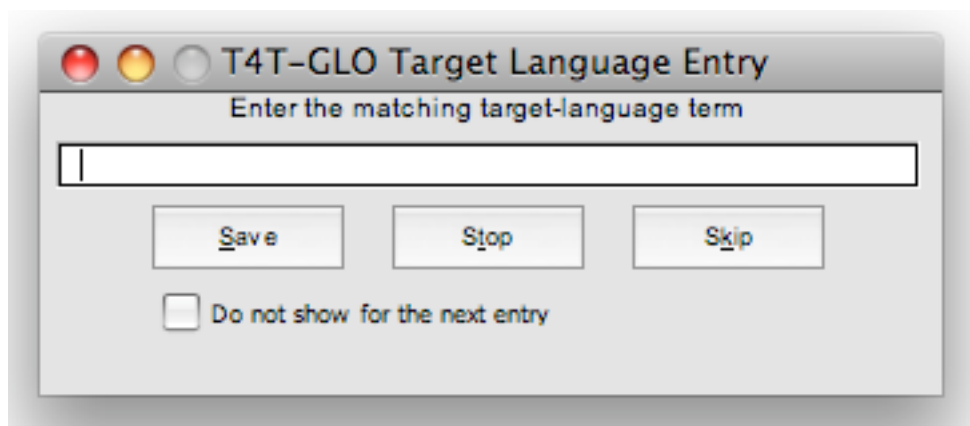 T4T-GLO Target Language Entry
Enter the matching target-language term
Save Stop Skip
Do not show for the next entry